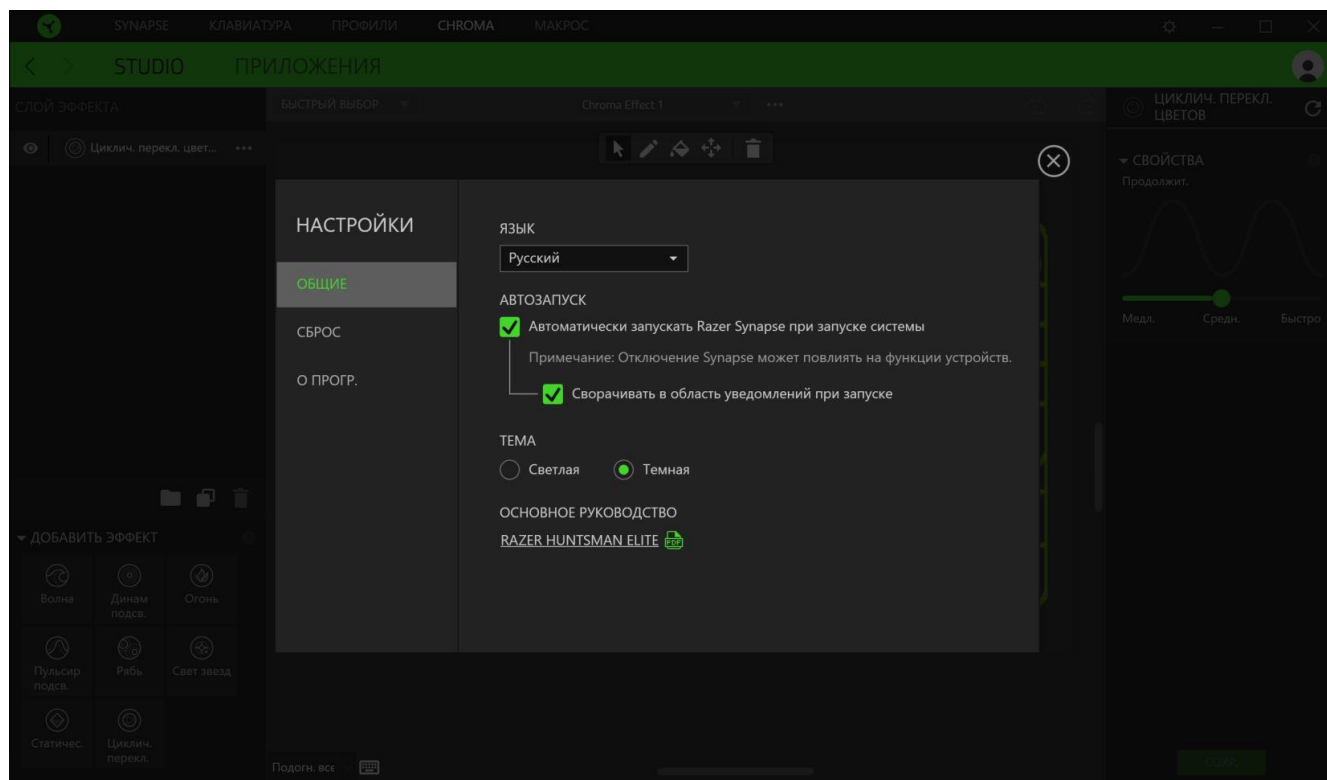 SYNAPSE КЛАВИАТУРА ПРОФИЛИ CHROMA МАКРОС
STUDIO ПРИЛОЖЕНИЯ
СЛОЙ ЭФФЕКТА
БЫСТРЫЙ ВЫБОР
Chroma Effect 1
ЦИКЛИЧ. ПЕРЕКЛ.
ЦВЕТОВ
Циклич. перекл. цвет...
СВОЙСТВА
Продолжит.
Медл. Средн. Быстро
НАСТРОЙКИ
ОБЩИЕ
СБРОС
О ПРОГР.
ЯЗЫК
Русский
АВТОЗАПУСК
Автоматически запускать Razer Synapse при запуске системы
Примечание: Отключение Synapse может повлиять на функции устройств.
Сворачивать в область уведомлений при запуске
ТЕМА
Светлая Темная
ОСНОВНОЕ РУКОВОДСТВО
RAZER HUNTSMAN ELITE PDF
ДОБАВИТЬ ЭФФЕКТ
Волна
Динам
подсв.
Огонь
Пульсир
подсв.
Рябь
Свет звезд
Статичес.
Циклич.
перекл.
Подогн. все
СОХР.